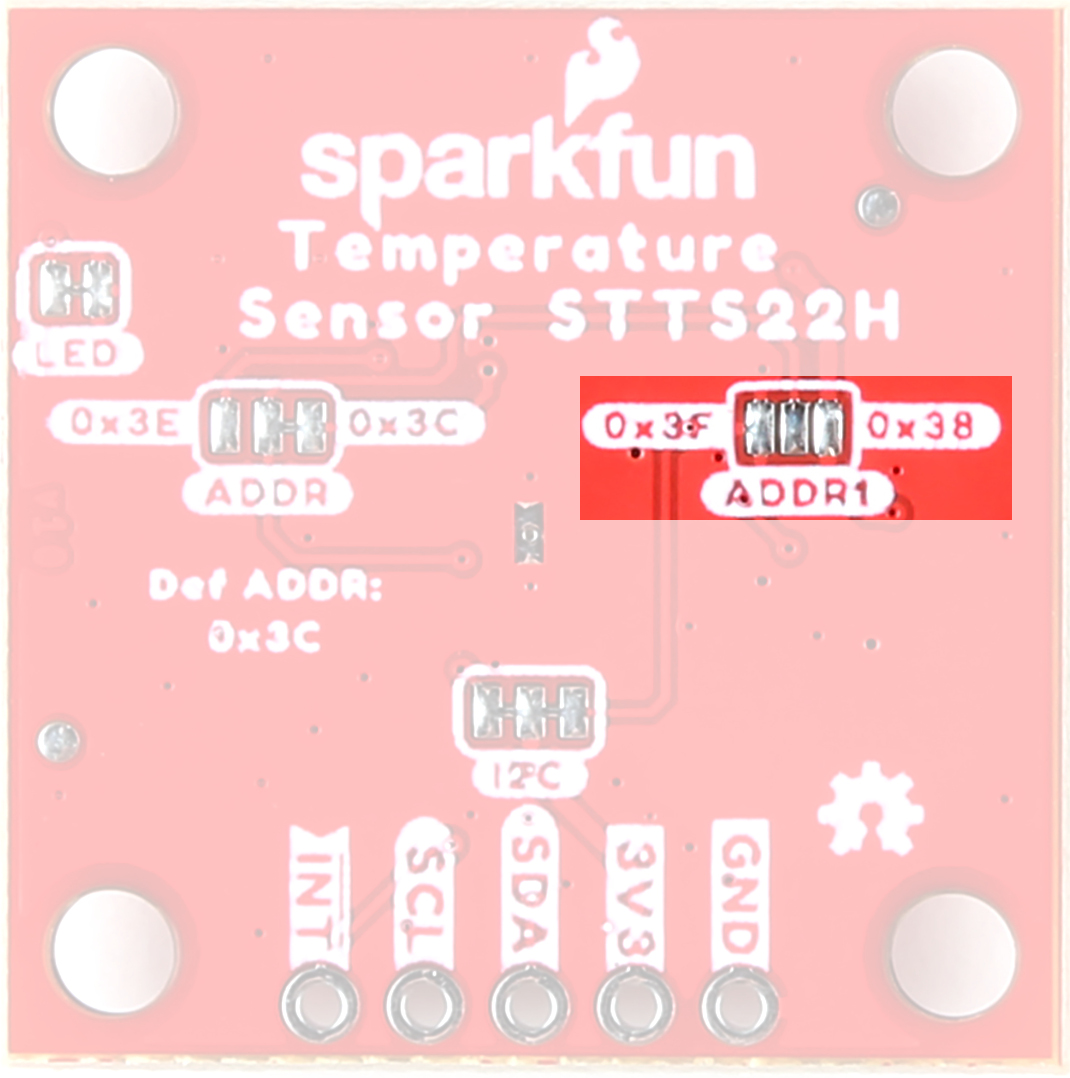 sparkfun
Temperature
Sensor STTS22H
LED
0x3E 0x3C
ADDR
0x3F 0x38
ADDR1
Def ADDR:
0x3C
I²C
INT
SCL
SDA
3V3
GND